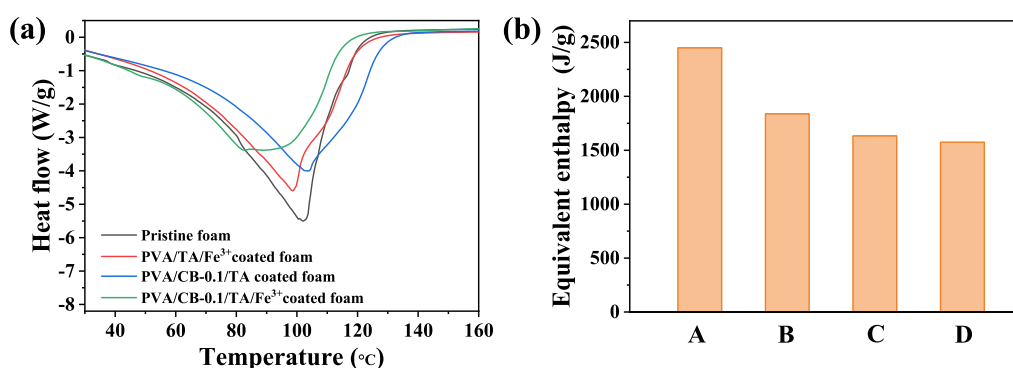 (a)
Heat flow (W/g)
0
-1
-2
-3
-4
-5
-6
-7
-8
Pristine foam
PVA/TA/Fe³⁺coated foam
PVA/CB-0.1/TA coated foam
PVA/CB-0.1/TA/Fe³⁺coated foam
40 60 80 100 120 140 160
Temperature (°C)
(b)
Equivalent enthalpy (J/g)
2500
2000
1500
1000
500
0
A B C D